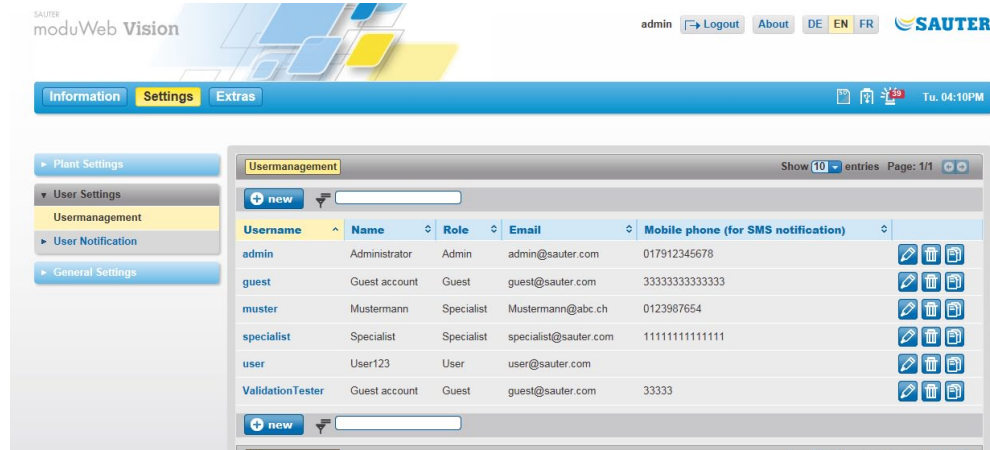 SAUTER
moduWeb Vision
admin Logout About DE EN FR SAUTER
Information Settings Extras 39 Tu. 04:10PM
Plant Settings
User Settings
Usermanagement
User Notification
General Settings
Usermanagement Show 10 entries Page: 1/1
new
Username Name Role Email Mobile phone (for SMS notification)
admin Administrator Admin admin@sauter.com 017912345678
guest Guest account Guest guest@sauter.com 33333333333333
muster Mustermann Specialist Mustermann@abc.ch 0123987654
specialist Specialist Specialist specialist@sauter.com 11111111111111
user User123 User user@sauter.com
ValidationTester Guest account Guest guest@sauter.com 33333
new